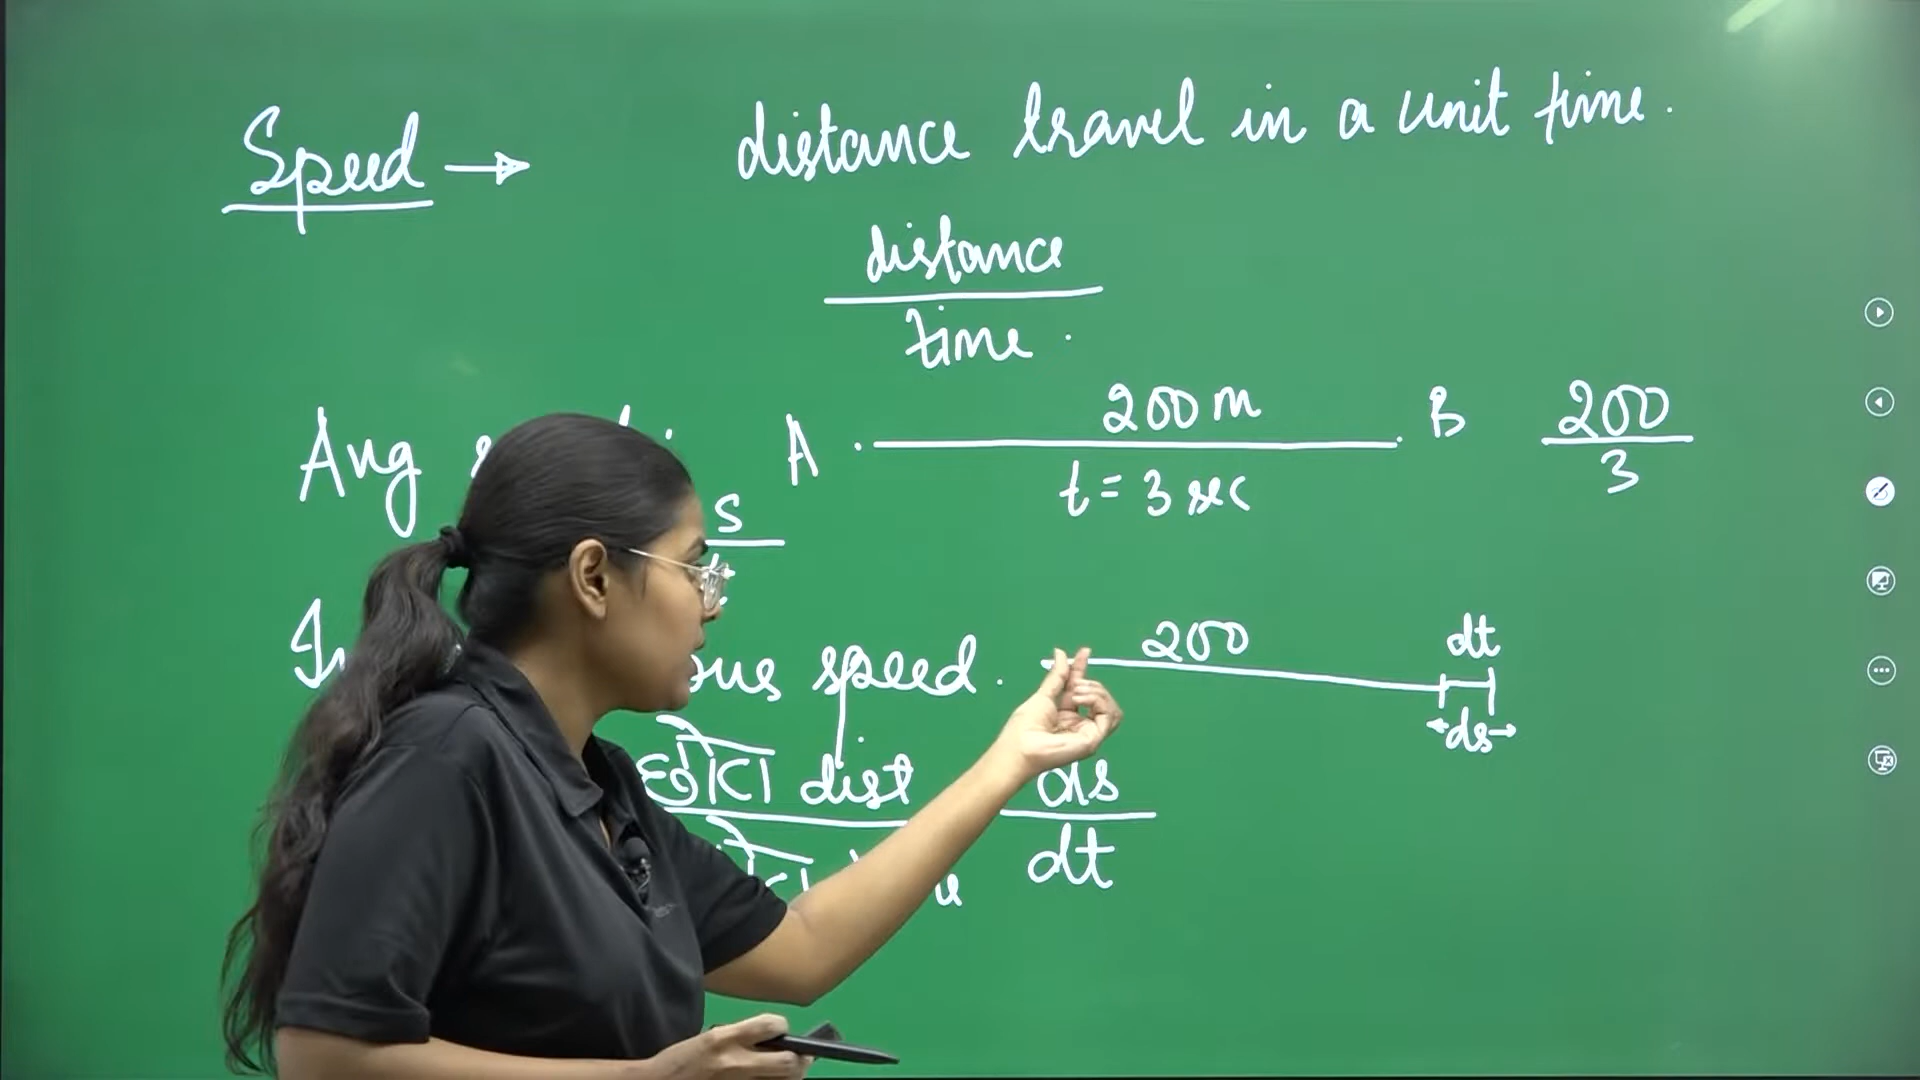 Speed → distance travel in a unit time.
distance
time.
Avg
A 200 m B 200
t = 3 sec 3
s
speed. 200 dt
ds
छोटा dist ds
dt